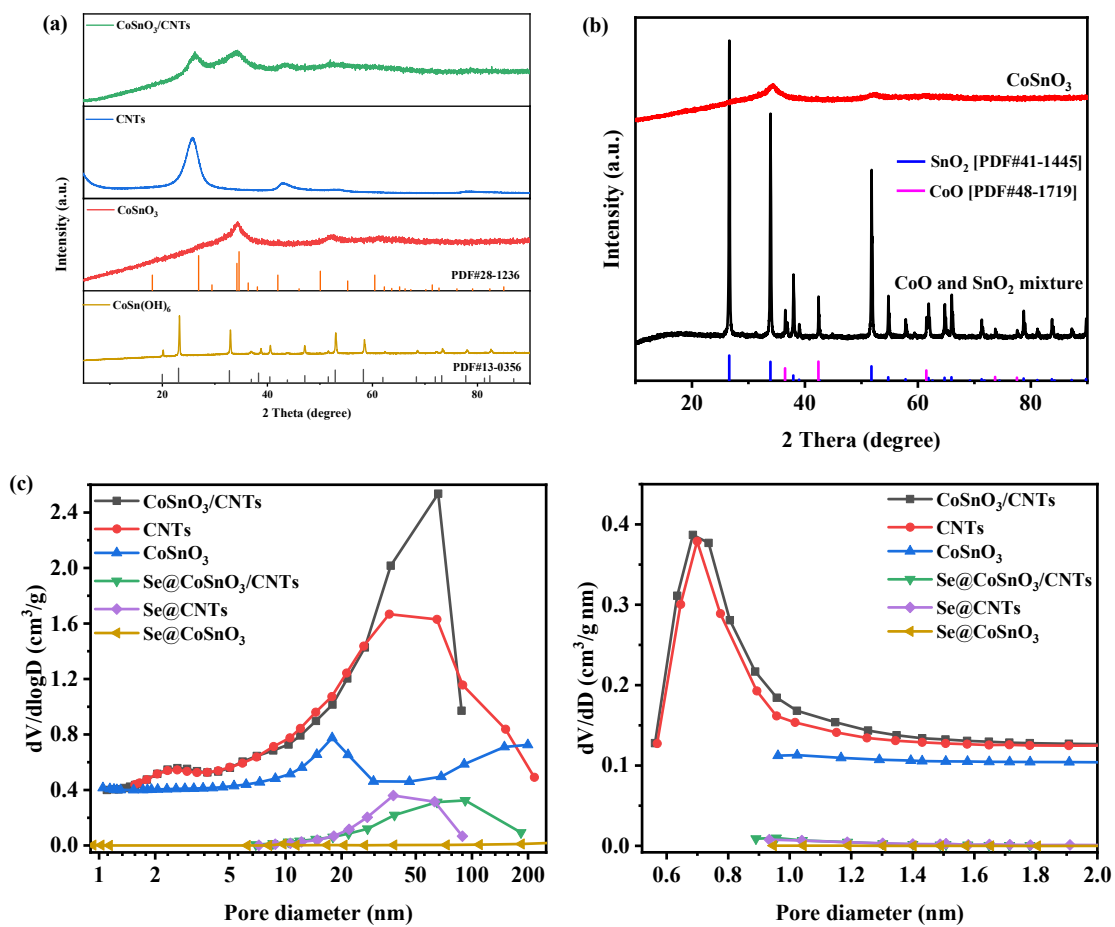 (a)
CoSnO₃/CNTs
CNTs
CoSnO₃
PDF#28-1236
CoSn(OH)₆
PDF#13-0356
Intensity (a.u.)
20 40 60 80
2 Theta (degree)
(b)
CoSnO₃
SnO₂ [PDF#41-1445]
CoO [PDF#48-1719]
CoO and SnO₂ mixture
Intensity (a.u.)
20 40 60 80
2 Thera (degree)
(c)
CoSnO₃/CNTs
CNTs
CoSnO₃
Se@CoSnO₃/CNTs
Se@CNTs
Se@CoSnO₃
dV/dlogD (cm³/g)
2.4
2.0
1.6
1.2
0.8
0.4
0.0
1 2 5 10 20 50 100 200
Pore diameter (nm)
CoSnO₃/CNTs
CNTs
CoSnO₃
Se@CoSnO₃/CNTs
Se@CNTs
Se@CoSnO₃
dV/dD (cm³/g nm)
0.4
0.3
0.2
0.1
0.0
0.6 0.8 1.0 1.2 1.4 1.6 1.8 2.0
Pore diameter (nm)